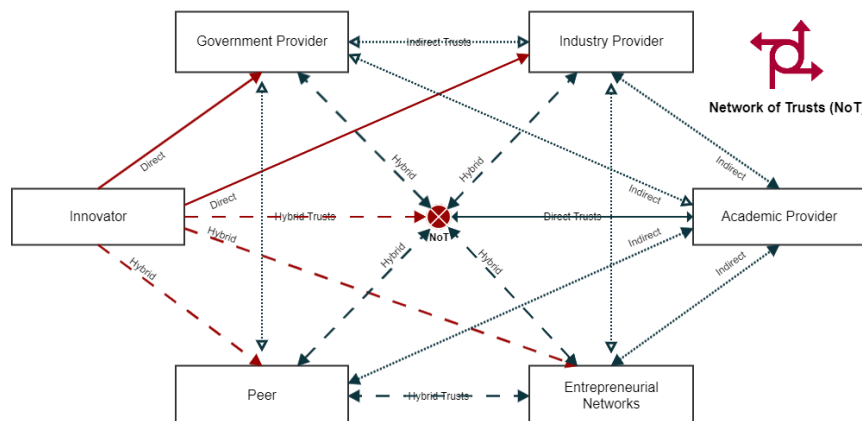 Government Provider
Indirect Trusts
Industry Provider
Network of Trusts (NoT)
Direct
Hybrid
Hybrid
Indirect
Direct
Indirect
Innovator
Hybrid Trusts
NoT
Direct Trusts
Academic Provider
Hybrid
Hybrid
Hybrid
Hybrid
Indirect
Indirect
Peer
Hybrid Trusts
Entrepreneurial
Networks